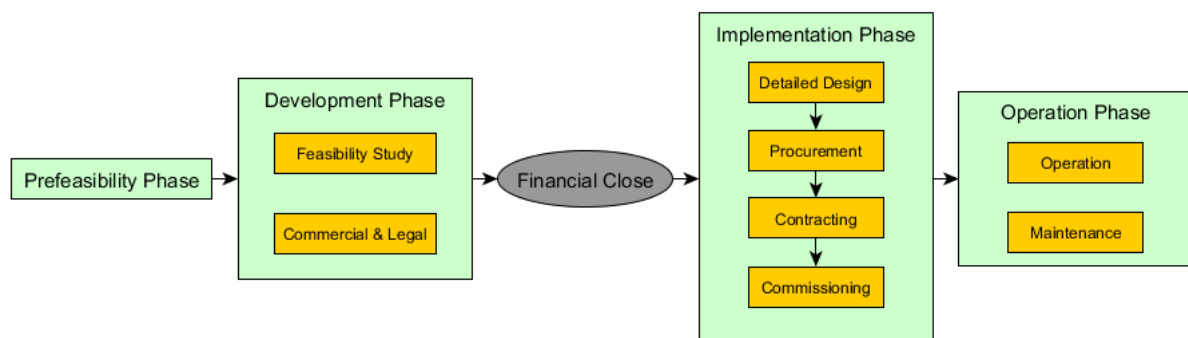 Prefeasibility Phase
Development Phase
Feasibility Study
Commercial & Legal
Financial Close
Implementation Phase
Detailed Design
Procurement
Contracting
Commissioning
Operation Phase
Operation
Maintenance